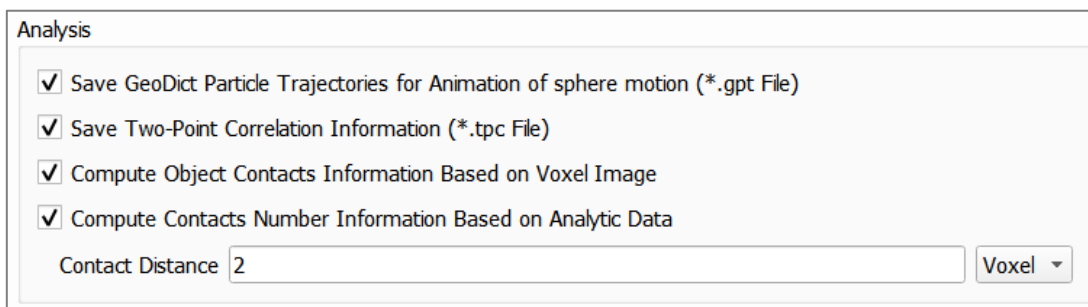 Analysis
Save GeoDict Particle Trajectories for Animation of sphere motion (*.gpt File)
Save Two-Point Correlation Information (*.tpc File)
Compute Object Contacts Information Based on Voxel Image
Compute Contacts Number Information Based on Analytic Data
Contact Distance 2 Voxel